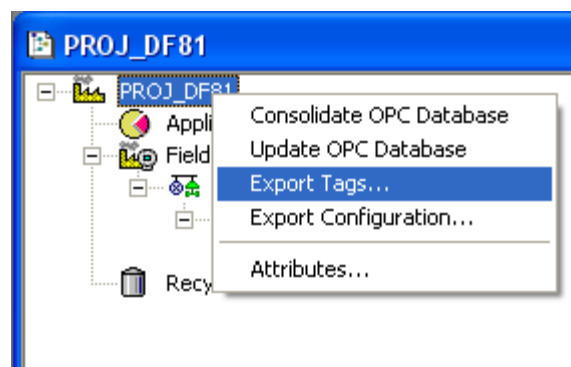 PROJ_DF81
PROJ_DF81
Appli
Field
Recy
Consolidate OPC Database
Update OPC Database
Export Tags...
Export Configuration...
Attributes...